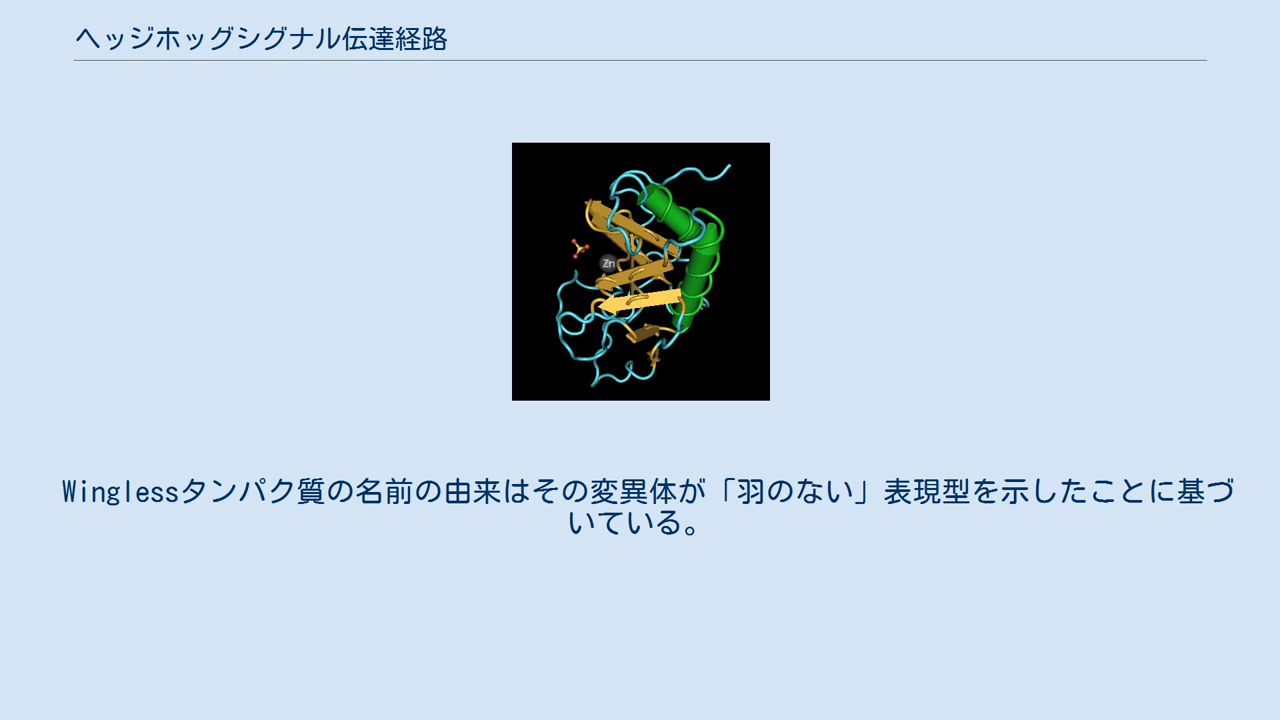 ヘッジホッグシグナル伝達経路
Zn
Winglessタンパク質の名前の由来はその変異体が「羽のない」表現型を示したことに基づ
いている。